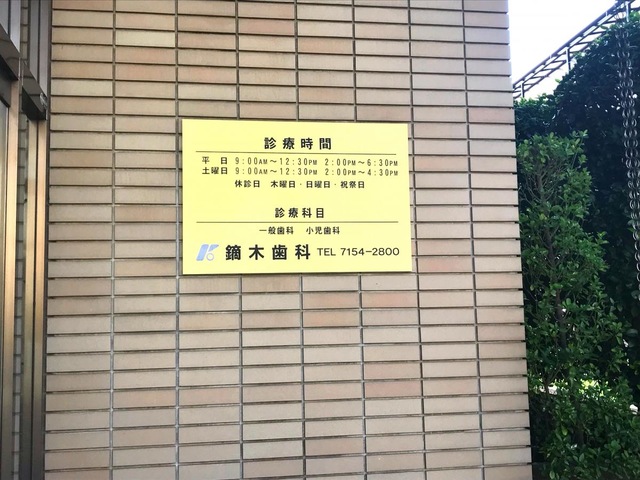 診療時間
平日 9:00AM～12:30PM 2:00PM～6:30PM
土曜日 9:00AM～12:30PM 2:00PM～4:30PM
休診日 木曜日・日曜日・祝祭日
診療科目
一般歯科 小児歯科
鏑木歯科 TEL 7154-2800